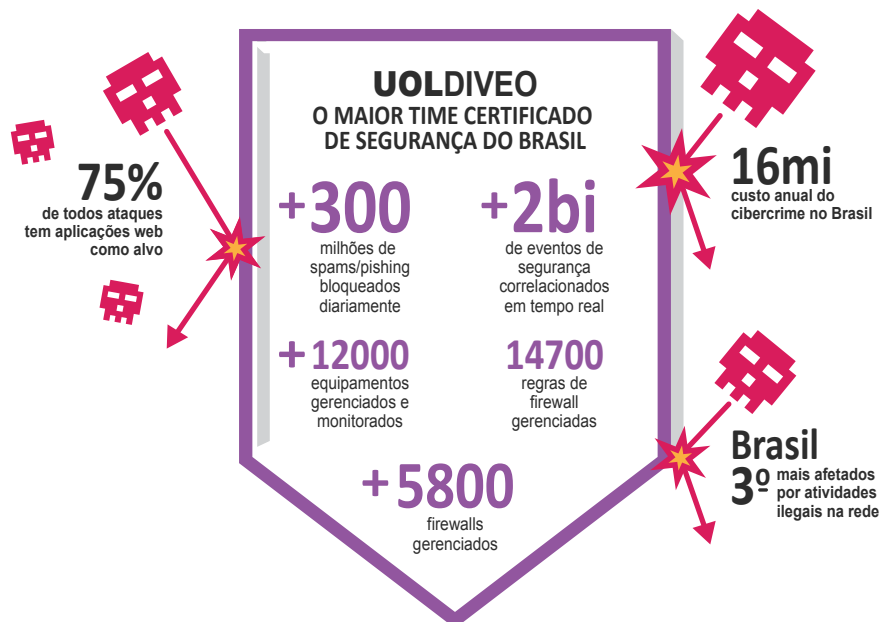 UOLDIVEO
O MAIOR TIME CERTIFICADO
DE SEGURANÇA DO BRASIL
75%
de todos ataques
tem aplicações web
como alvo
+300
milhões de
spams/pishing
bloqueados
diariamente
+2bi
de eventos de
segurança
correlacionados
em tempo real
16mi
custo anual do
cibercrime no Brasil
+12000
equipamentos
gerenciados e
monitorados
14700
regras de
firewall
gerenciadas
+5800
firewalls
gerenciados
Brasil
3º mais afetados
por atividades
ilegais na rede